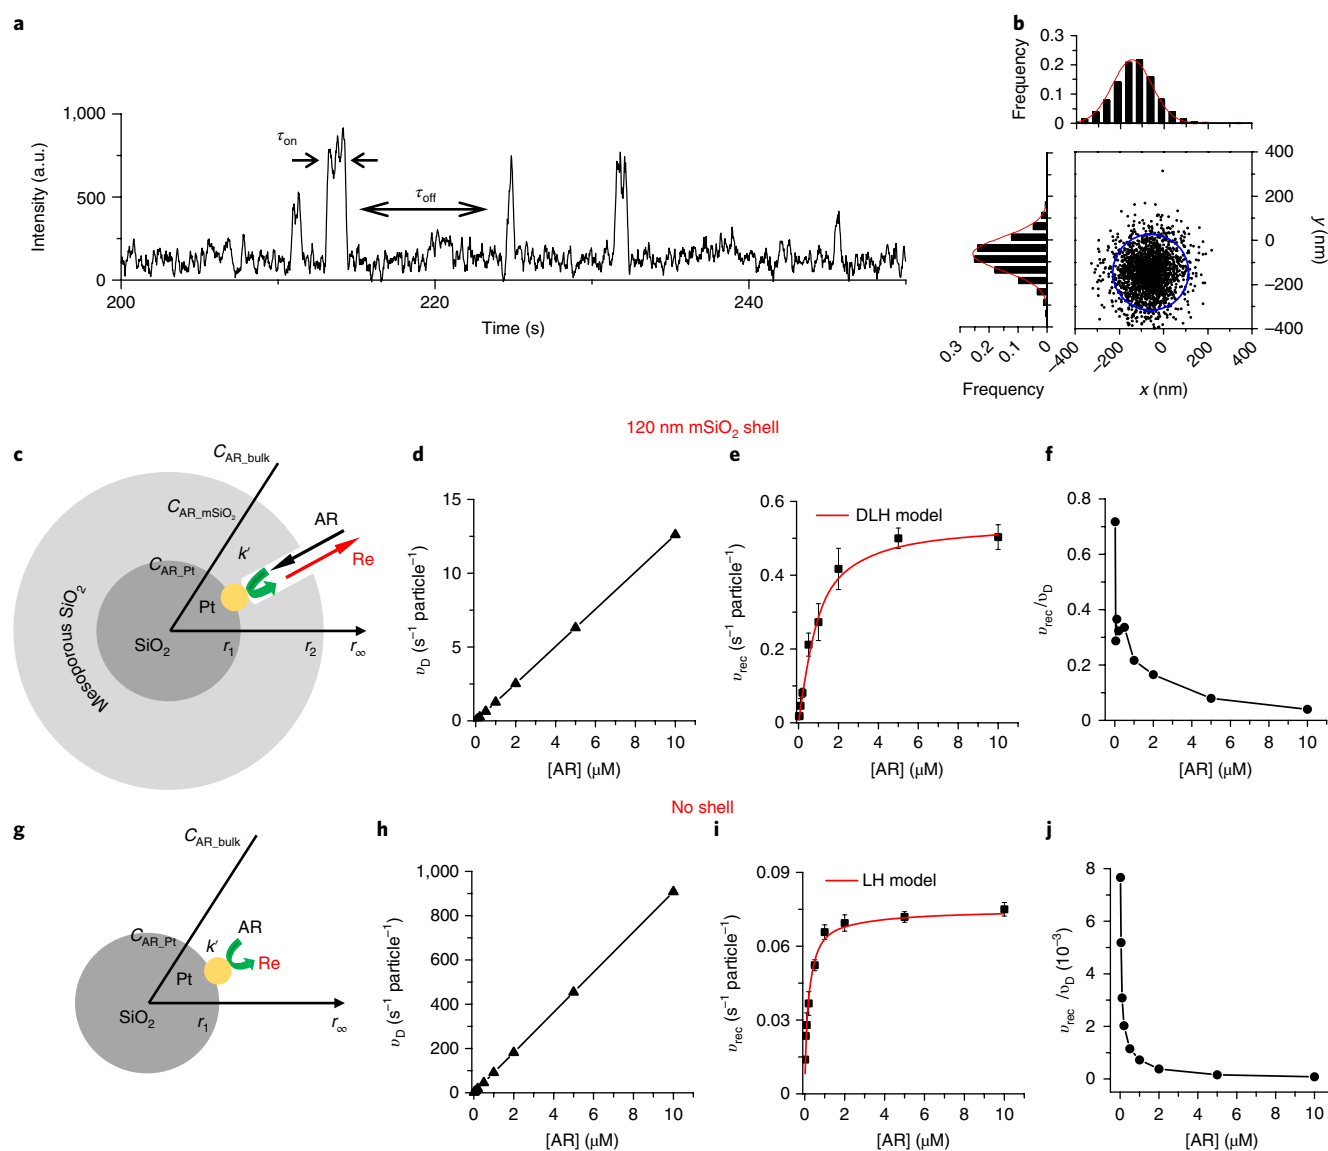 a
1,000
500
0
Intensity (a.u.)
τon
τoff
200
220
240
Time (s)
b
Frequency
0.3
0.2
0.1
0
400
200
0
−200
−400
y (nm)
0.3
0.2
0.1
0
Frequency
−400
−200
0
200
400
x (nm)
120 nm mSiO2 shell
c
CAR_bulk
CAR_mSiO2
CAR_Pt
k′
AR
Re
Pt
SiO2
r1
r2
r∞
Mesoporous SiO2
d
15
10
5
0
υD (s−1 particle−1)
0 2 4 6 8 10
[AR] (μM)
e
0.6
0.4
0.2
0
υrec (s−1 particle−1)
DLH model
0 2 4 6 8 10
[AR] (μM)
f
0.8
0.6
0.4
0.2
0
υrec/υD
0 2 4 6 8 10
[AR] (μM)
No shell
g
CAR_bulk
CAR_Pt
k′
AR
Re
Pt
SiO2
r1
r∞
h
1,000
800
600
400
200
0
υD (s−1 particle−1)
0 2 4 6 8 10
[AR] (μM)
i
0.09
0.06
0.03
0
υrec (s−1 particle−1)
LH model
0 2 4 6 8 10
[AR] (μM)
j
8
6
4
2
0
υrec/υD (10−3)
0 2 4 6 8 10
[AR] (μM)